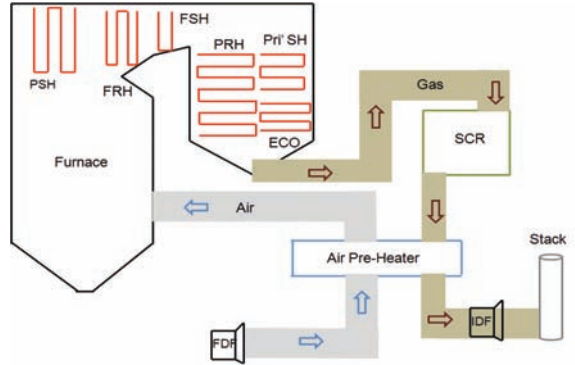 FSH
PRH
Pri' SH
PSH
FRH
Gas
ECO
SCR
Furnace
Air
Stack
Air Pre-Heater
FDF
IDF